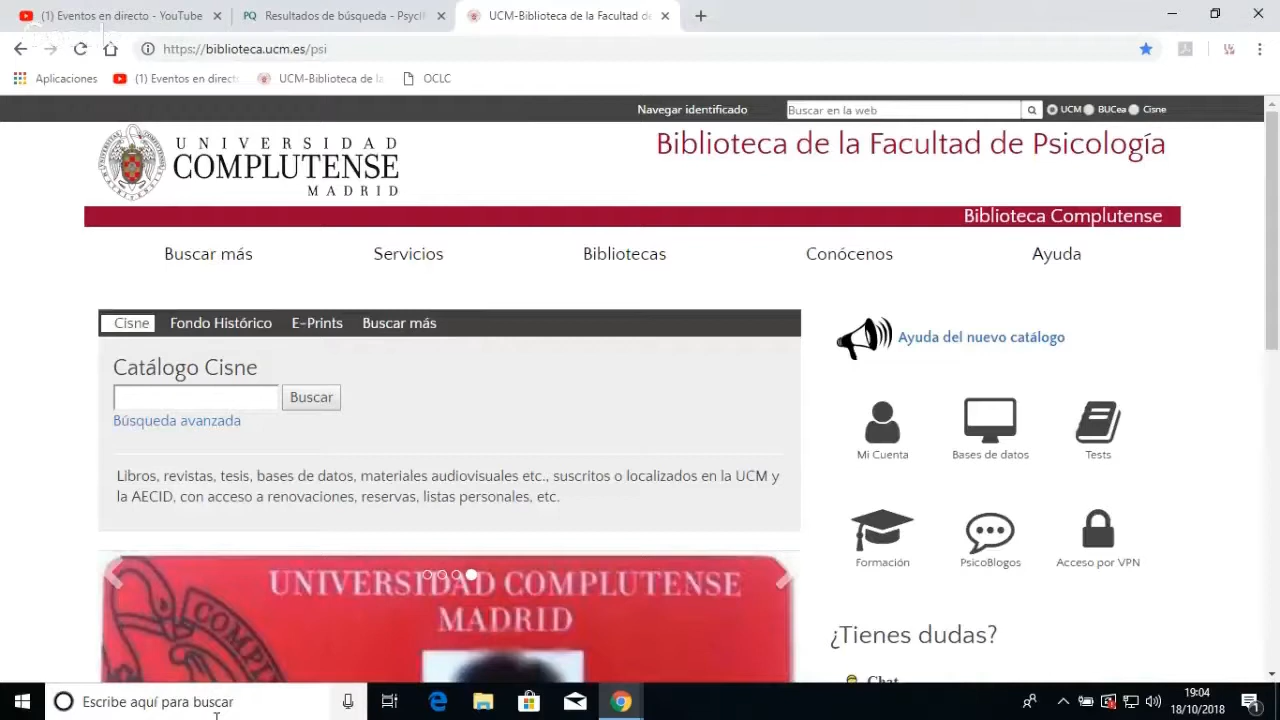 (1) Eventos en directo - YouTube
Resultados de búsqueda - PsycI
UCM-Biblioteca de la Facultad de
https://biblioteca.ucm.es/psi
Aplicaciones
(1) Eventos en direct
UCM-Biblioteca de la
OCLC
Navegar identificado
Buscar en la web
UCM
BUCea
Cisne
UNIVERSIDAD
COMPLUTENSE
MADRID
Biblioteca de la Facultad de Psicología
Biblioteca Complutense
Buscar más
Servicios
Bibliotecas
Conócenos
Ayuda
Cisne
Fondo Histórico
E-Prints
Buscar más
Catálogo Cisne
Buscar
Búsqueda avanzada
Libros, revistas, tesis, bases de datos, materiales audiovisuales etc., suscritos o localizados en la UCM y
la AECID, con acceso a renovaciones, reservas, listas personales, etc.
Ayuda del nuevo catálogo
Mi Cuenta
Bases de datos
Tests
Formación
PsicoBlogos
Acceso por VPN
UNIVERSIDAD COMPLUTENSE
MADRID
¿Tienes dudas?
Chat
Escribe aquí para buscar
19:04
18/10/2018